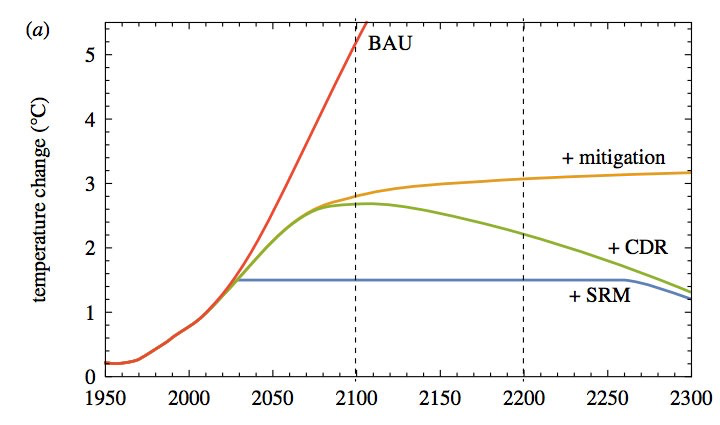 (a)
5
BAU
4
+ mitigation
3
2
+ CDR
+ SRM
1
0
temperature change (°C)
1950 2000 2050 2100 2150 2200 2250 2300